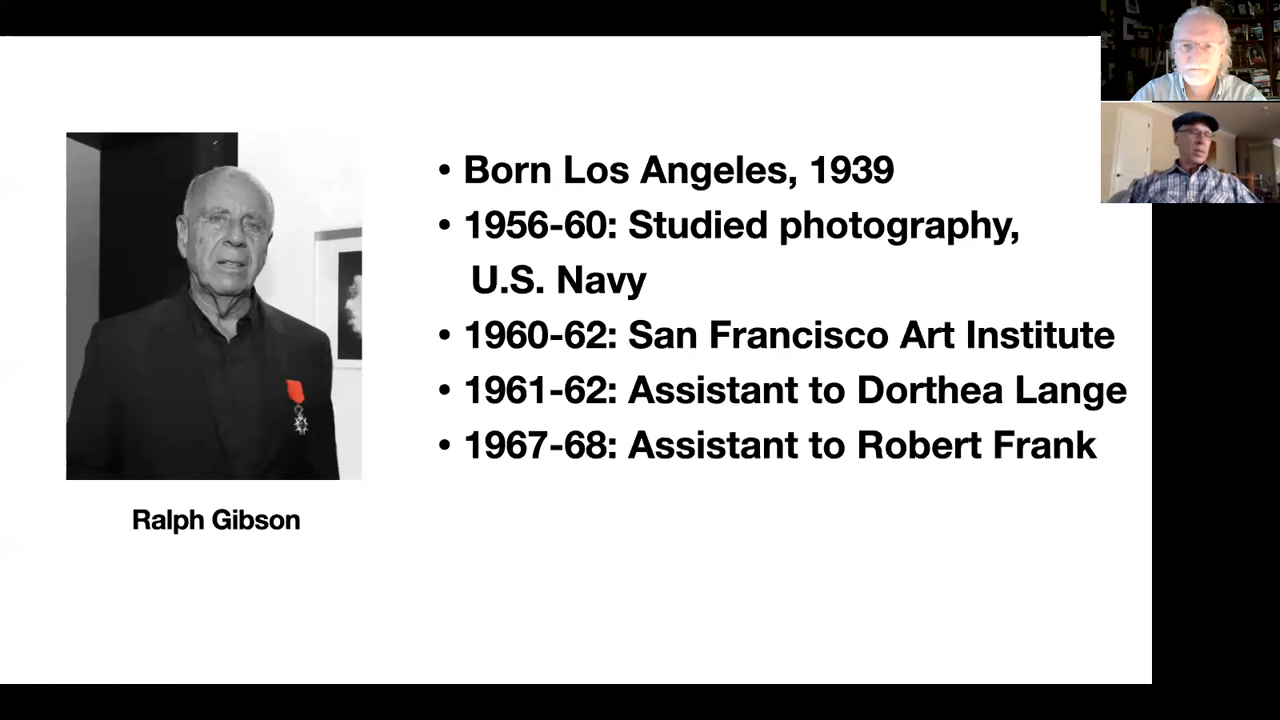 • Born Los Angeles, 1939
• 1956-60: Studied photography,
U.S. Navy
• 1960-62: San Francisco Art Institute
• 1961-62: Assistant to Dorthea Lange
• 1967-68: Assistant to Robert Frank
Ralph Gibson